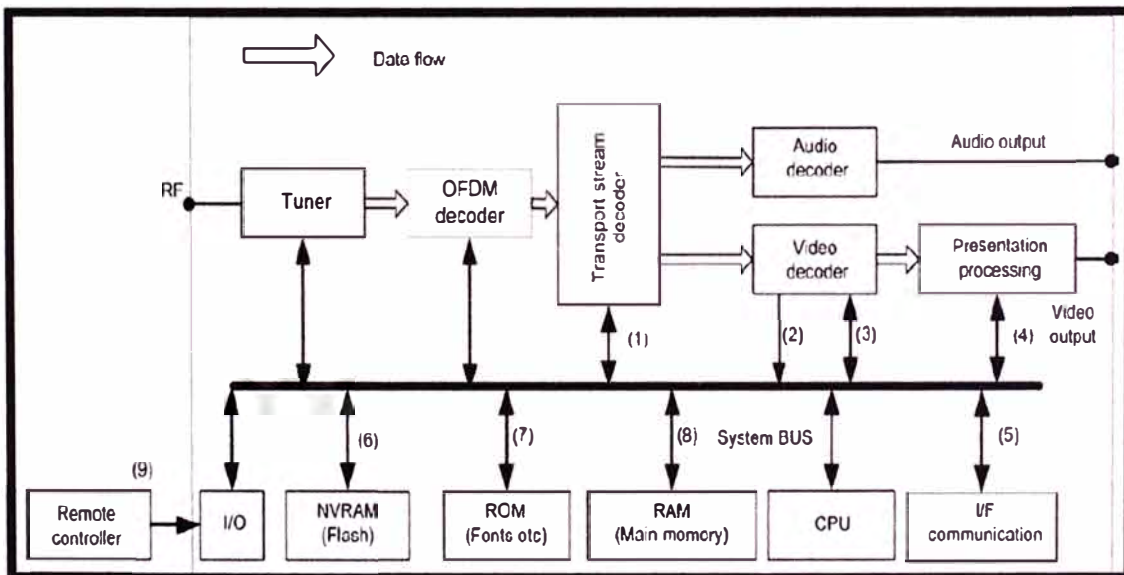 Data flow
RF
Tuner
OFDM
decoder
Transport stream
decoder
Audio
decoder
Audio output
Video
decoder
Presentation
processing
Video
output
(1)
(2)
(3)
(4)
(6)
(7)
(8)
System BUS
(5)
(9)
Remote
controller
I/O
NVRAM
(Flash)
ROM
(Fonts etc)
RAM
(Main memory)
CPU
I/F
communication